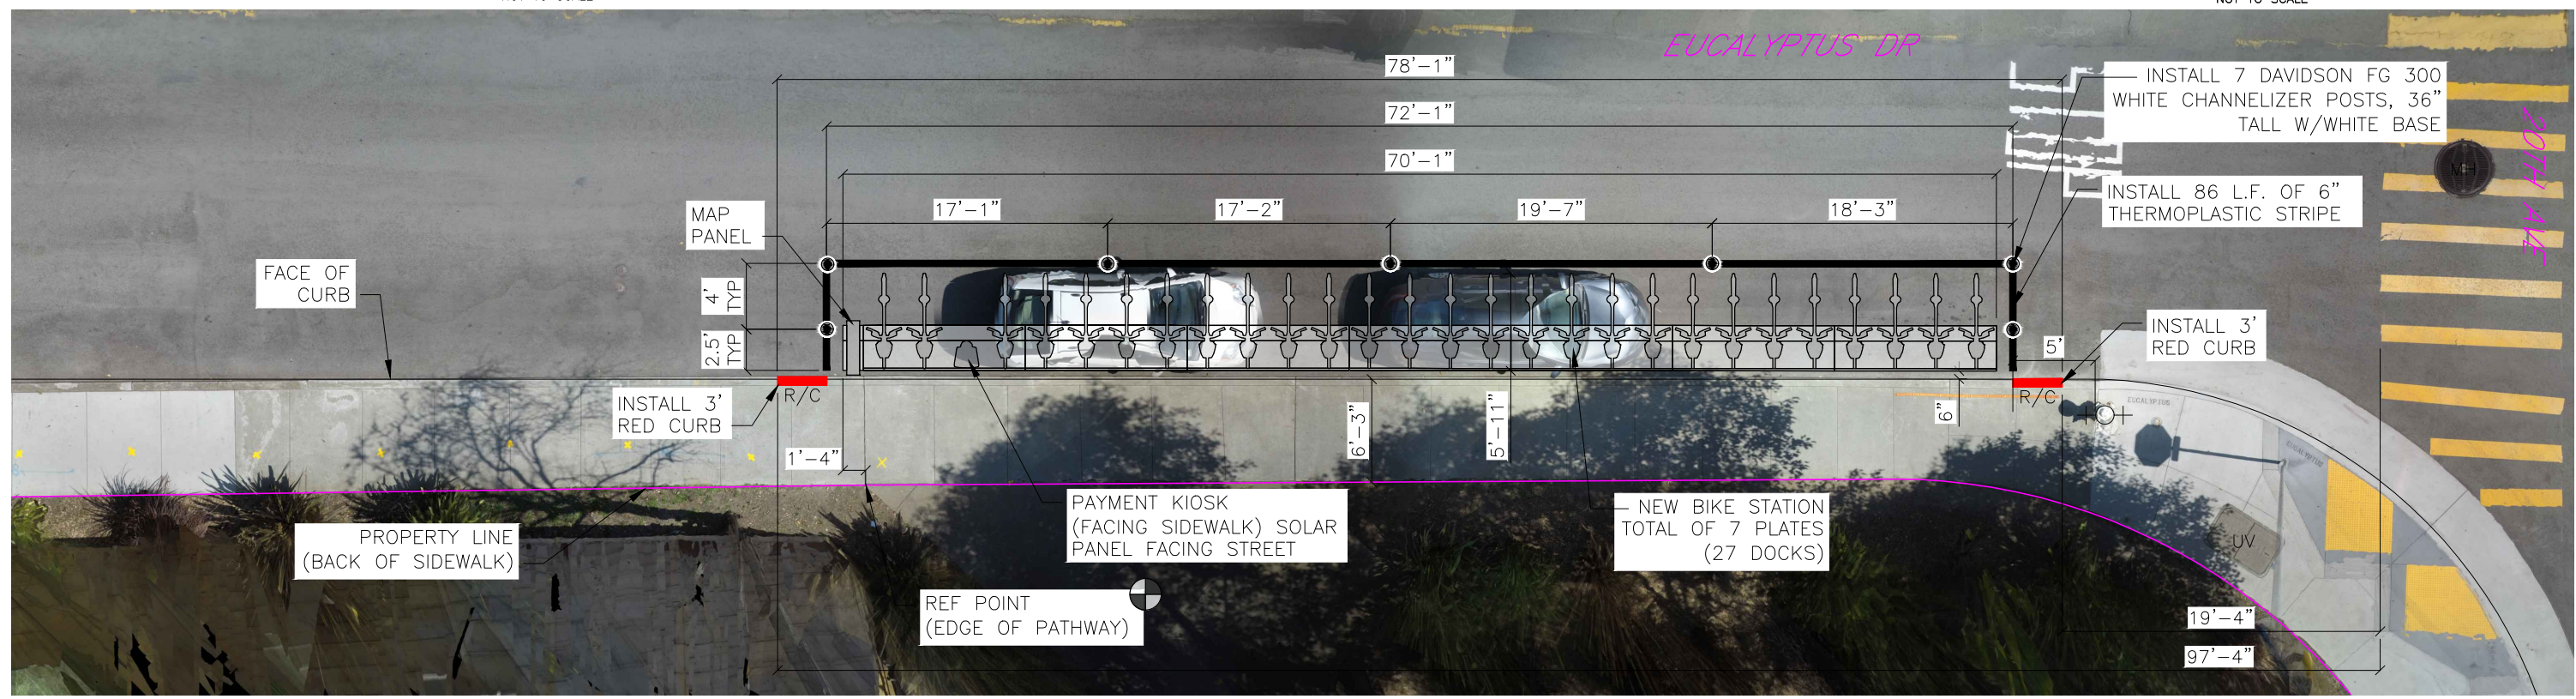 NOT TO SCALE
EUCALYPTUS DR
78'-1"
72'-1"
70'-1"
17'-1"
17'-2"
19'-7"
18'-3"
INSTALL 7 DAVIDSON FG 300
WHITE CHANNELIZER POSTS, 36"
TALL W/WHITE BASE
20TH AVE
MH
INSTALL 86 L.F. OF 6"
THERMOPLASTIC STRIPE
MAP
PANEL
FACE OF
CURB
4'
TYP
2.5'
TYP
5'
INSTALL 3'
RED CURB
R/C
INSTALL 3'
RED CURB
R/C
1'-4"
6'-3"
5'-11"
6"
EUCALYPTUS
PROPERTY LINE
(BACK OF SIDEWALK)
PAYMENT KIOSK
(FACING SIDEWALK) SOLAR
PANEL FACING STREET
NEW BIKE STATION
TOTAL OF 7 PLATES
(27 DOCKS)
UV
REF POINT
(EDGE OF PATHWAY)
19'-4"
97'-4"